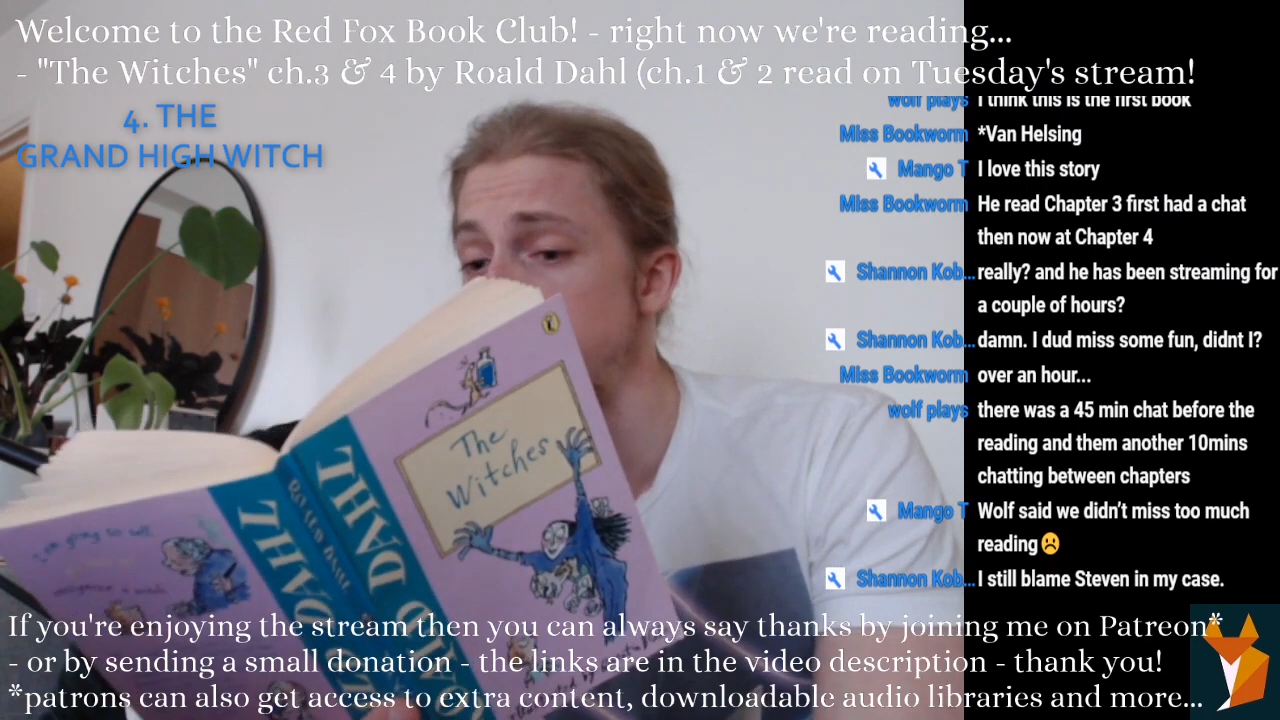 Welcome to the Red Fox Book Club! - right now we're reading...
- "The Witches" ch.3 & 4 by Roald Dahl (ch.1 & 2 read on Tuesday's stream!
4. THE
GRAND HIGH WITCH
wolf plays I think this is the first book
Miss Bookworm *Van Helsing
Mango T I love this story
Miss Bookworm He read Chapter 3 first had a chat
then now at Chapter 4
Shannon Kob... really? and he has been streaming for
a couple of hours?
Shannon Kob... damn. I dud miss some fun, didnt I?
Miss Bookworm over an hour...
wolf plays there was a 45 min chat before the
reading and them another 10mins
chatting between chapters
Mango T Wolf said we didn't miss too much
reading☹️
Shannon Kob... I still blame Steven in my case.
The
Witches
ROALD DAHL
DAHL
DAHL
I am going to tell
recognise a witch
If you're enjoying the stream then you can always say thanks by joining me on Patreon*
- or by sending a small donation - the links are in the video description - thank you!
*patrons can also get access to extra content, downloadable audio libraries and more...